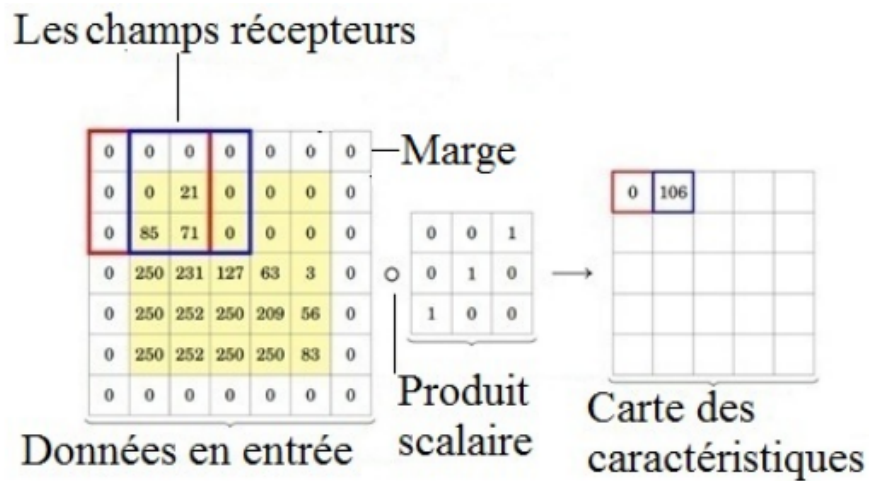 Les champs récepteurs
0 0 0 0 0 0 0
Marge
0 0 21 0 0 0 0
0 106
0 85 71 0 0 0 0
0 0 1
0 250 231 127 63 3 0
0 1 0
0 250 252 250 209 56 0
1 0 0
0 250 252 250 250 83 0
0 0 0 0 0 0 0
Produit
scalaire
Carte des
caractéristiques
Données en entrée